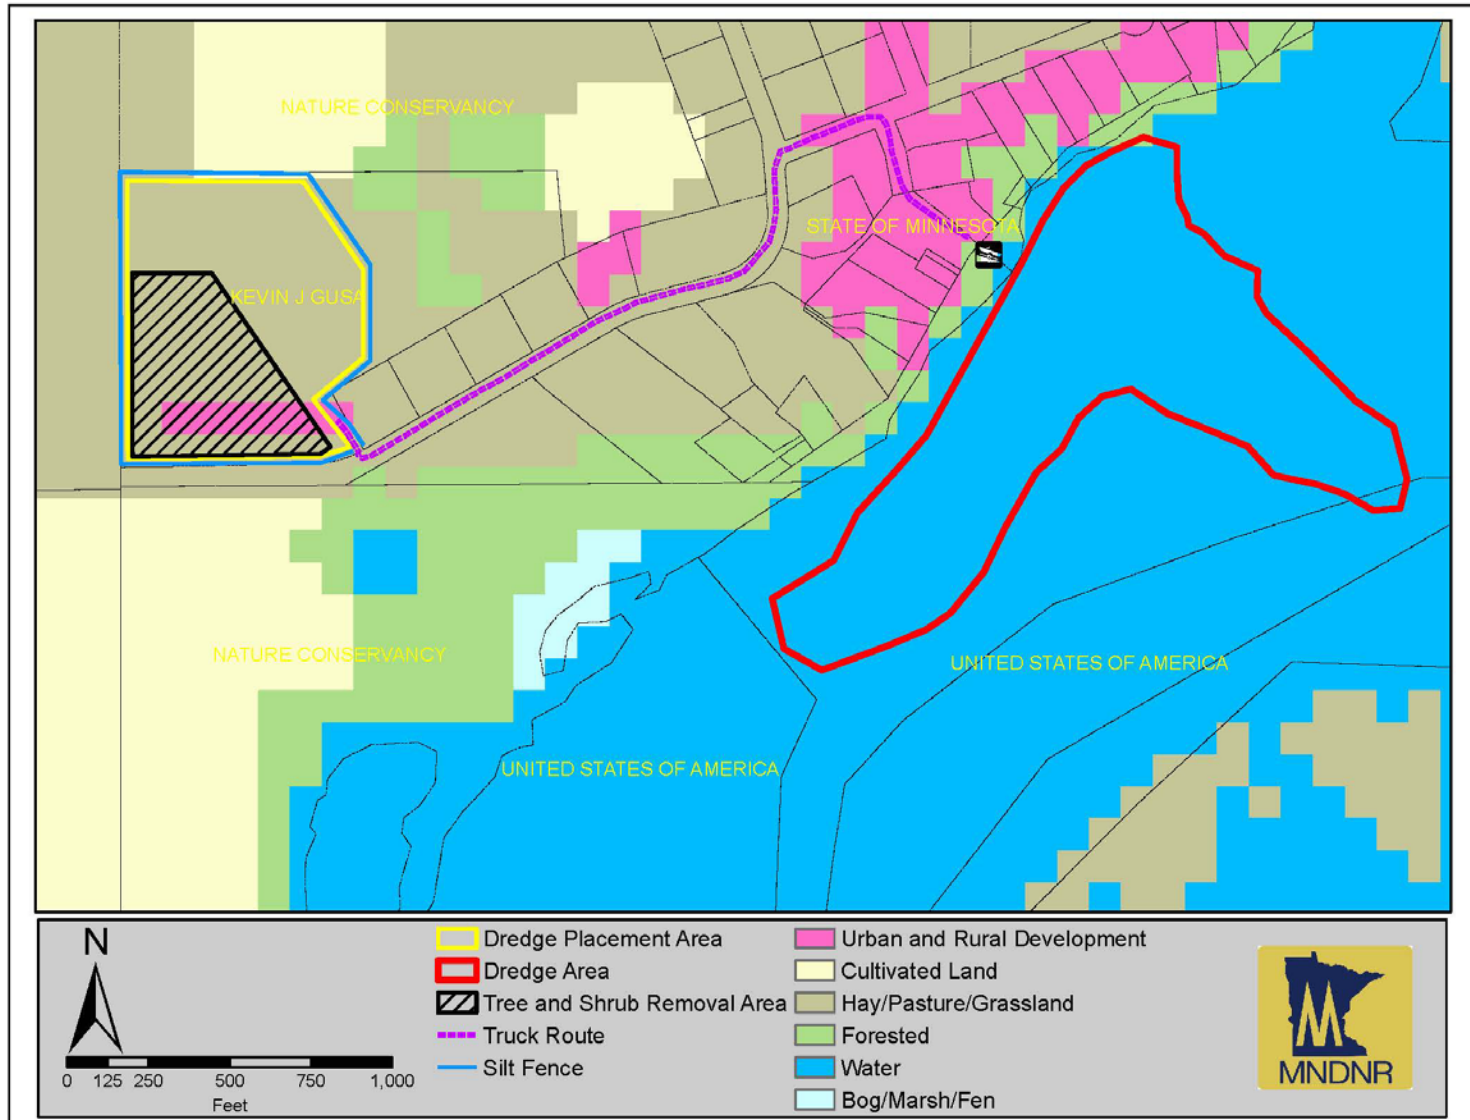 NATURE CONSERVANCY
STATE OF MINNESOTA
KEVIN J GUSA
NATURE CONSERVANCY
UNITED STATES OF AMERICA
UNITED STATES OF AMERICA
N
0 125 250 500 750 1,000
Feet
Dredge Placement Area
Dredge Area
Tree and Shrub Removal Area
Truck Route
Silt Fence
Urban and Rural Development
Cultivated Land
Hay/Pasture/Grassland
Forested
Water
Bog/Marsh/Fen
M
MNDNR